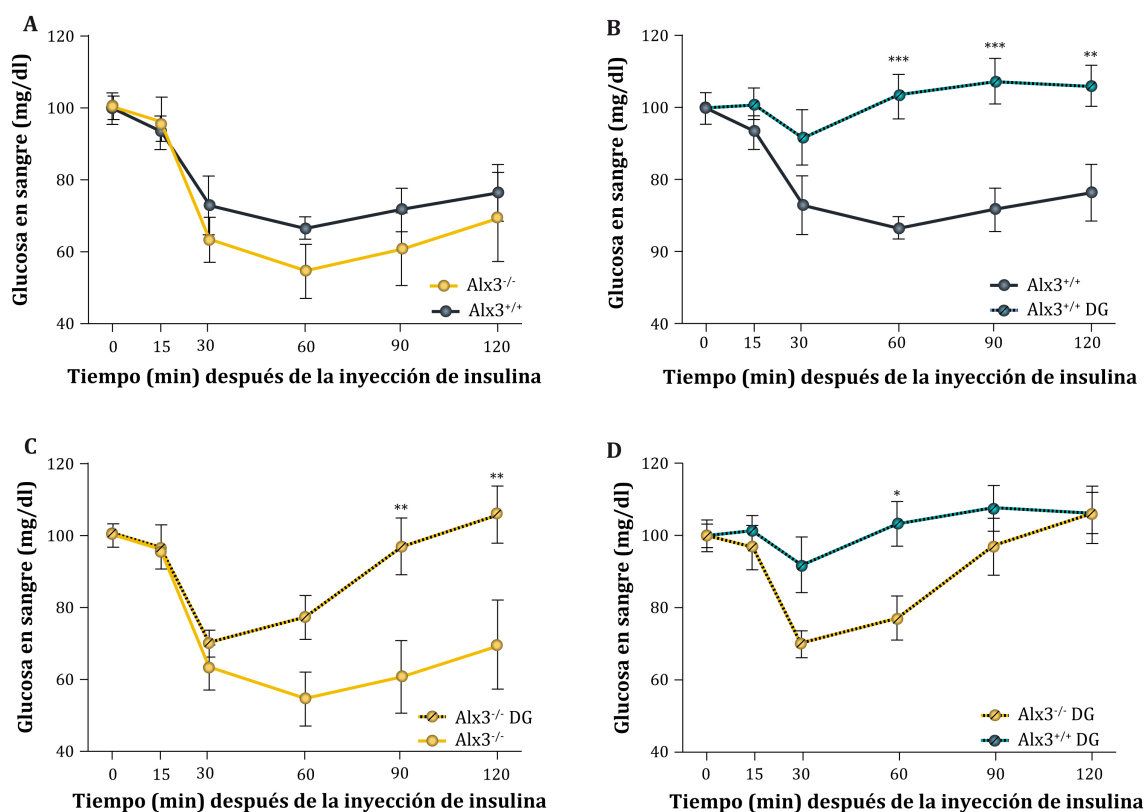 A
Glucosa en sangre (mg/dl)
120
100
80
60
40
Alx3-/-
Alx3+/+
0 15 30 60 90 120
Tiempo (min) después de la inyección de insulina
B
Glucosa en sangre (mg/dl)
120
100
80
90
40
*** *** **
Alx3+/+
Alx3+/+ DG
0 15 30 60 90 120
Tiempo (min) después de la inyección de insulina
C
Glucosa en sangre (mg/dl)
120
100
80
60
40
** **
Alx3-/- DG
Alx3-/-
0 15 30 60 90 120
Tiempo (min) después de la inyección de insulina
D
Glucosa en sangre (mg/dl)
120
100
80
60
40
*
Alx3-/- DG
Alx3+/+ DG
0 15 30 60 90 120
Tiempo (min) después de la inyección de insulina